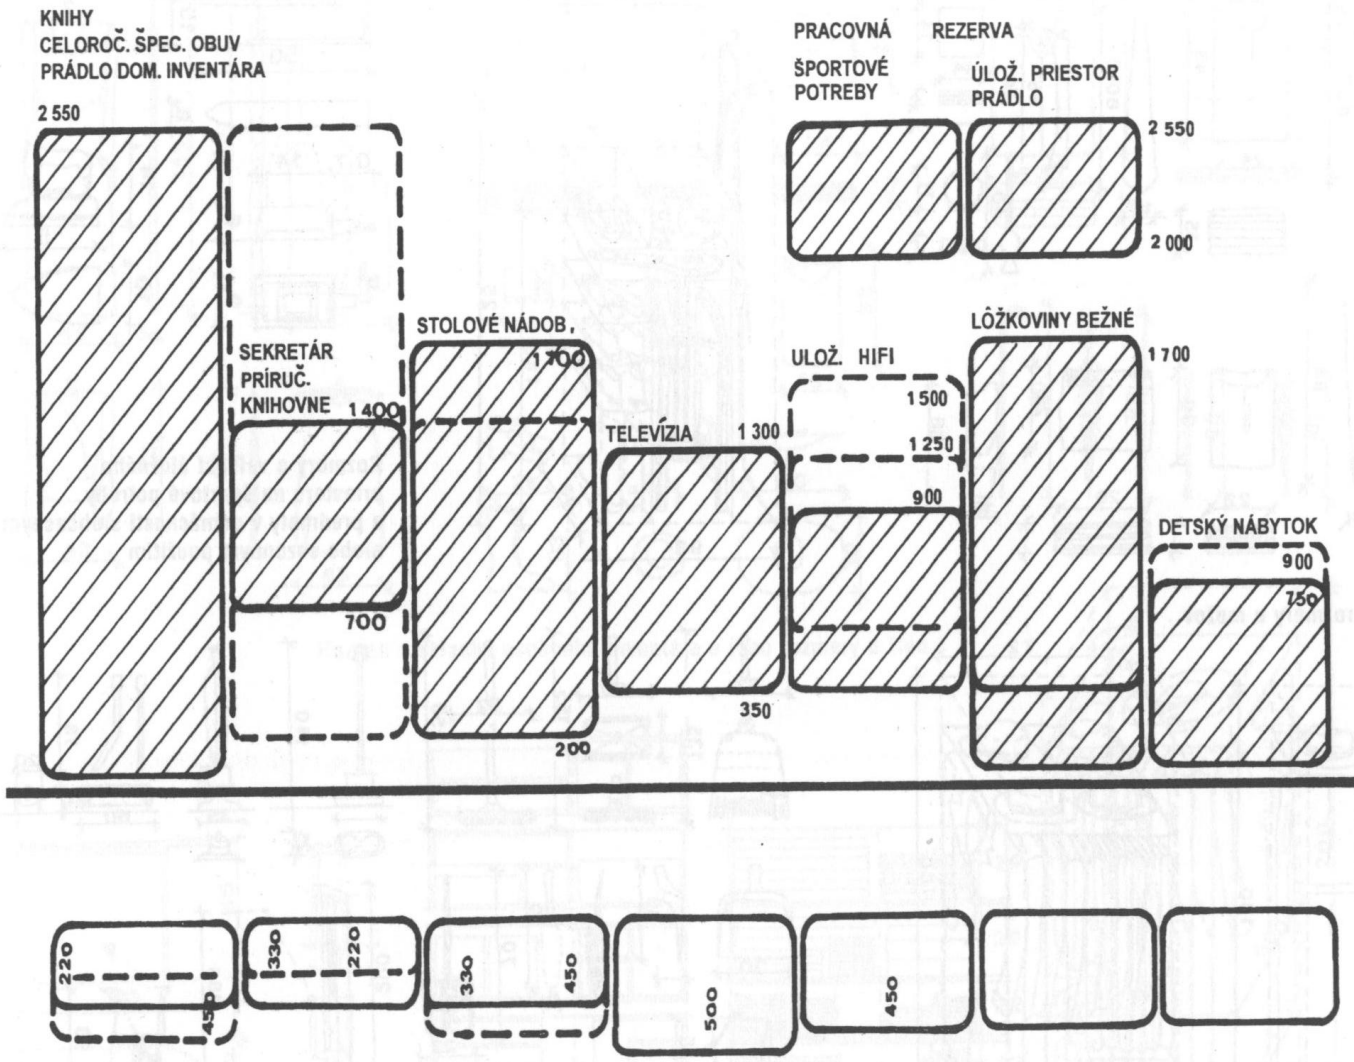 KNIHY
CELOROČ. ŠPEC. OBUV
PRÁDLO DOM. INVENTÁRA
2 550
PRACOVNÁ REZERVA
ŠPORTOVÉ
POTREBY
ÚLOŽ. PRIESTOR
PRÁDLO
2 550
2 000
SEKRETÁR
PRÍRUČ.
KNIHOVNE
1 400
700
STOLOVÉ NÁDOB,
1 700
200
TELEVÍZIA 1 300
350
ULOŽ. HIFI
1 500
1 250
900
LÔŽKOVINY BEŽNÉ
1 700
DETSKÝ NÁBYTOK
900
750
220
450
330
220
330
450
500
450